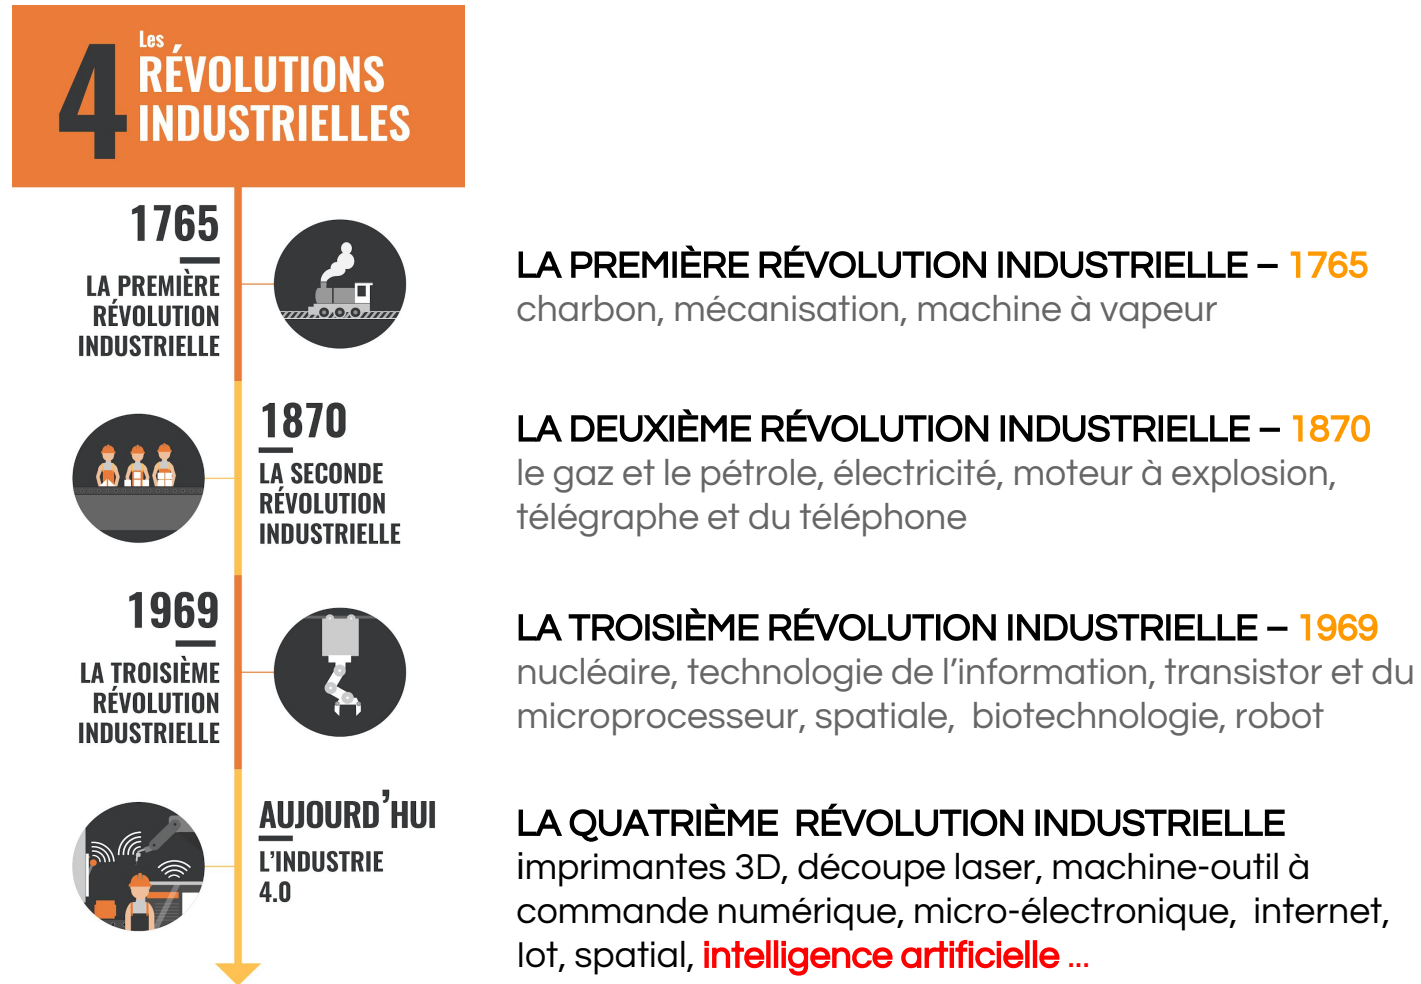 4
Les
RÉVOLUTIONS
INDUSTRIELLES
1765
LA PREMIÈRE
RÉVOLUTION
INDUSTRIELLE
1870
LA SECONDE
RÉVOLUTION
INDUSTRIELLE
1969
LA TROISIÈME
RÉVOLUTION
INDUSTRIELLE
AUJOURD'HUI
L'INDUSTRIE
4.0
LA PREMIÈRE RÉVOLUTION INDUSTRIELLE – 1765
charbon, mécanisation, machine à vapeur
LA DEUXIÈME RÉVOLUTION INDUSTRIELLE – 1870
le gaz et le pétrole, électricité, moteur à explosion,
télégraphe et du téléphone
LA TROISIÈME RÉVOLUTION INDUSTRIELLE – 1969
nucléaire, technologie de l'information, transistor et du
microprocesseur, spatiale,  biotechnologie, robot
LA QUATRIÈME  RÉVOLUTION INDUSTRIELLE
imprimantes 3D, découpe laser, machine-outil à
commande numérique, micro-électronique,  internet,
Iot, spatial, intelligence artificielle ...